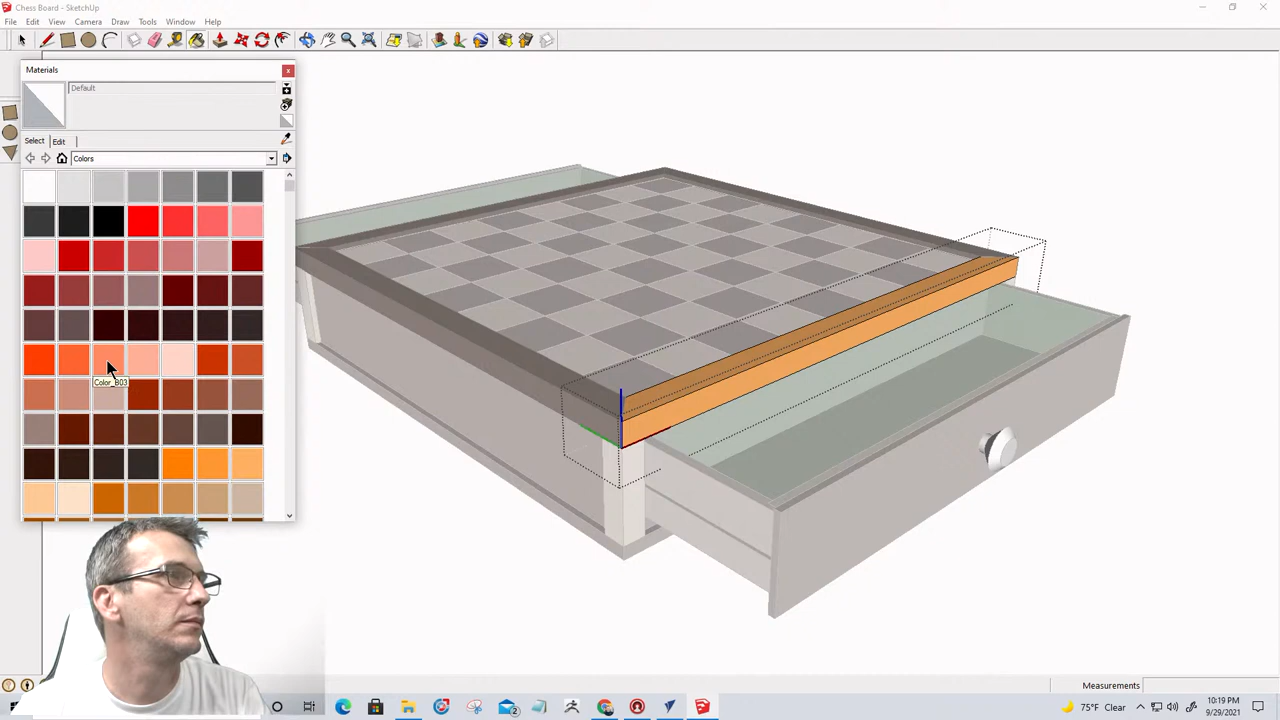 Chess Board - SketchUp
File Edit View Camera Draw Tools Window Help
Materials
Default
Select Edit
Colors
Color_B03
Measurements
75°F Clear
10:19 PM
9/29/2021